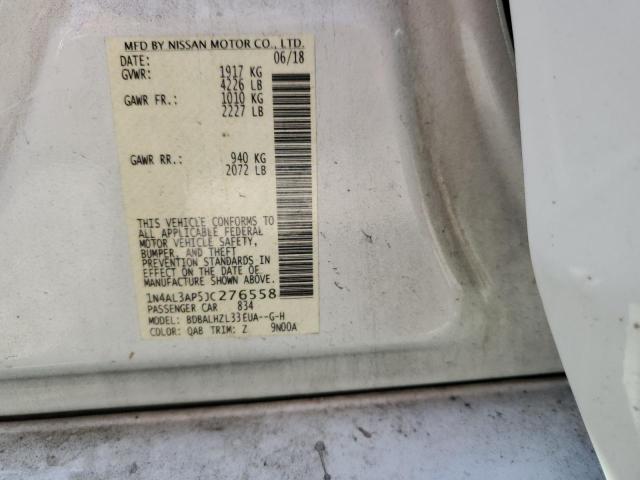 MFD BY NISSAN MOTOR CO., LTD.
DATE: 06/18
GVWR: 1917 KG
4226 LB
GAWR FR.: 1010 KG
2227 LB
GAWR RR.: 940 KG
2072 LB
THIS VEHICLE CONFORMS TO
ALL APPLICABLE FEDERAL
MOTOR VEHICLE SAFETY,
BUMPER, AND THEFT
PREVENTION STANDARDS IN
EFFECT ON THE DATE OF
MANUFACTURE SHOWN ABOVE.
1N4AL3AP5JC276558
PASSENGER CAR 834
MODEL: BDBALHZL33EUA--G-H
COLOR: QAB TRIM: Z 9N00A